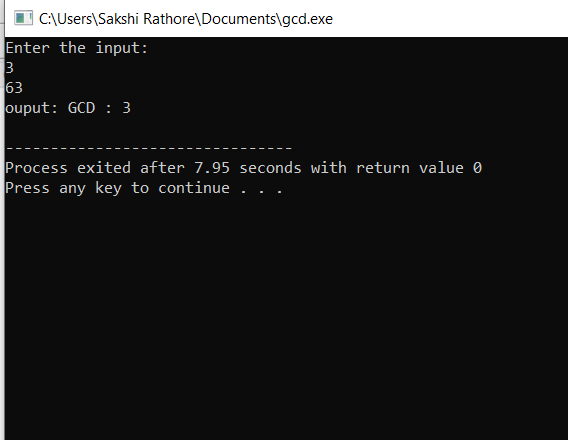 C:\Users\Sakshi Rathore\Documents\gcd.exe
Enter the input:
3
63
ouput: GCD : 3
--------------------------------
Process exited after 7.95 seconds with return value 0
Press any key to continue . . .